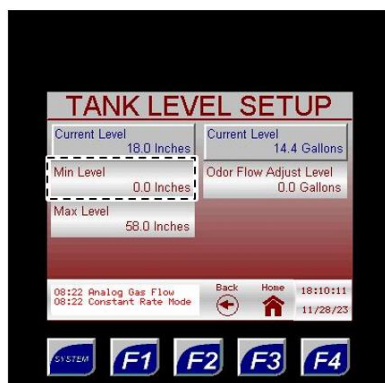 TANK LEVEL SETUP
Current Level
18.0 Inches
Current Level
14.4 Gallons
Min Level
0.0 Inches
Odor Flow Adjust Level
0.0 Gallons
Max Level
58.0 Inches
08:22 Analog Gas Flow
08:22 Constant Rate Mode
Back
Home
18:10:11
11/28/23
SYSTEM
F1
F2
F3
F4